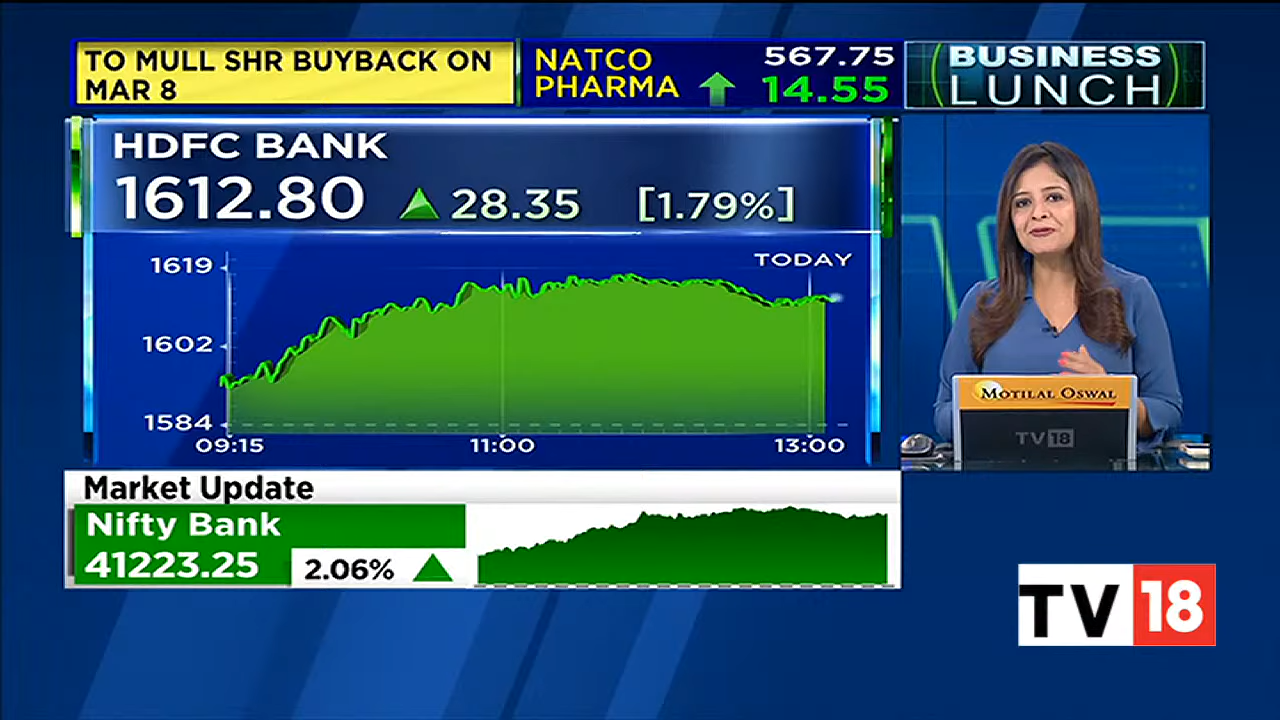 TO MULL SHR BUYBACK ON
MAR 8
NATCO
PHARMA
567.75
14.55
BUSINESS
LUNCH
HDFC BANK
1612.80 28.35 [1.79%]
TODAY
1619
1602
1584
09:15 11:00 13:00
MOTILAL OSWAL
TV18
Market Update
Nifty Bank
41223.25 2.06%
TV18